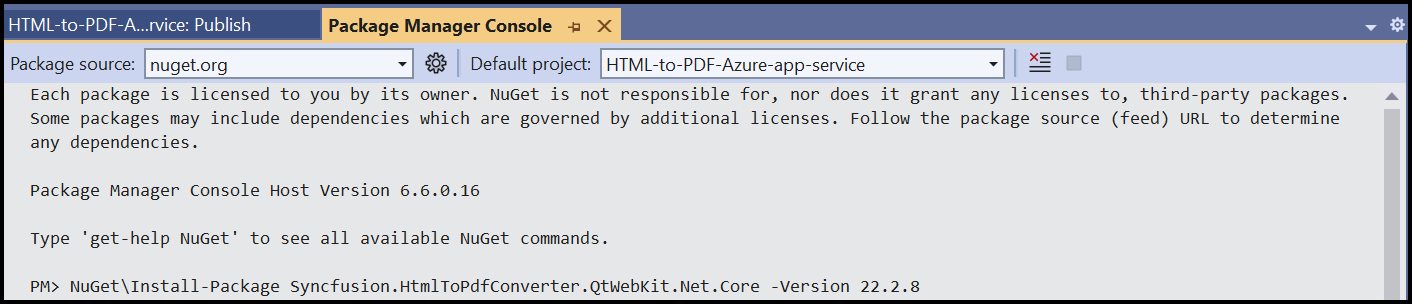 HTML-to-PDF-A...rvice: Publish Package Manager Console
Package source: nuget.org Default project: HTML-to-PDF-Azure-app-service
Each package is licensed to you by its owner. NuGet is not responsible for, nor does it grant any licenses to, third-party packages.
Some packages may include dependencies which are governed by additional licenses. Follow the package source (feed) URL to determine
any dependencies.
Package Manager Console Host Version 6.6.0.16
Type 'get-help NuGet' to see all available NuGet commands.
PM> NuGet\Install-Package Syncfusion.HtmlToPdfConverter.QtWebKit.Net.Core -Version 22.2.8